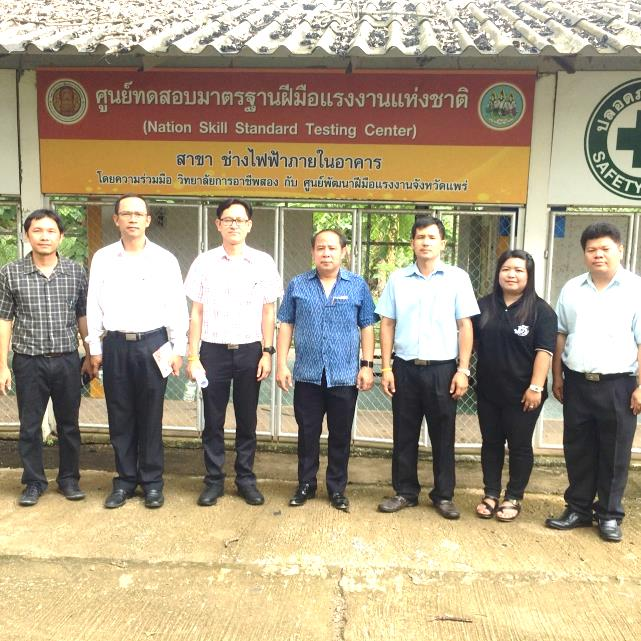 ศูนย์ทดสอบมาตรฐานฝีมือแรงงานแห่งชาติ
(Nation Skill Standard Testing Center)
สาขา ช่างไฟฟ้าภายในอาคาร
โดยความร่วมมือ วิทยาลัยการอาชีพสอง กับ ศูนย์พัฒนาฝีมือแรงงานจังหวัดแพร่
ปลอดภ
SAFETY